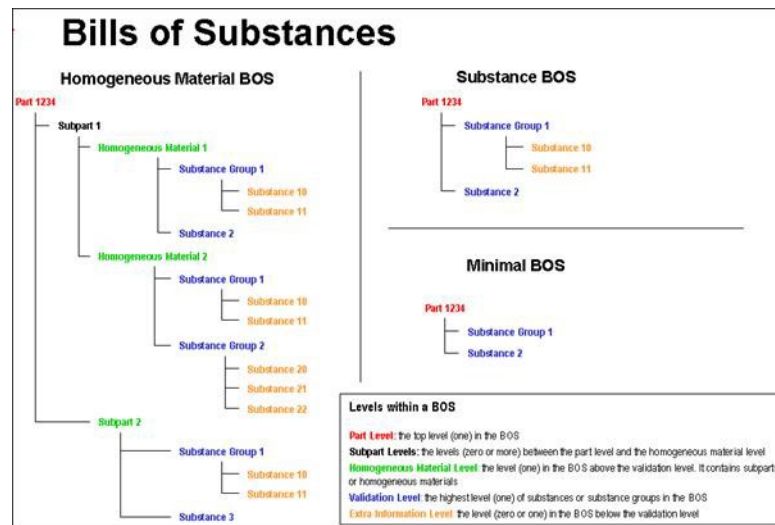 Bills of Substances
Homogeneous Material BOS
Part 1234
Subpart 1
Homogeneous Material 1
Substance Group 1
Substance 10
Substance 11
Substance 2
Homogeneous Material 2
Substance Group 1
Substance 10
Substance 11
Substance Group 2
Substance 20
Substance 21
Substance 22
Subpart 2
Substance Group 1
Substance 10
Substance 11
Substance 3
Substance BOS
Part 1234
Substance Group 1
Substance 10
Substance 11
Substance 2
Minimal BOS
Part 1234
Substance Group 1
Substance 2
Levels within a BOS
Part Level: the top level (one) in the BOS
Subpart Levels: the levels (zero or more) between the part level and the homogeneous material level
Homogeneous Material Level: the level (one) in the BOS above the validation level. It contains subparts
or homogeneous materials
Validation Level: the highest level (one) of substances or substance groups in the BOS
Extra Information Level: the level (zero or one) in the BOS below the validation level